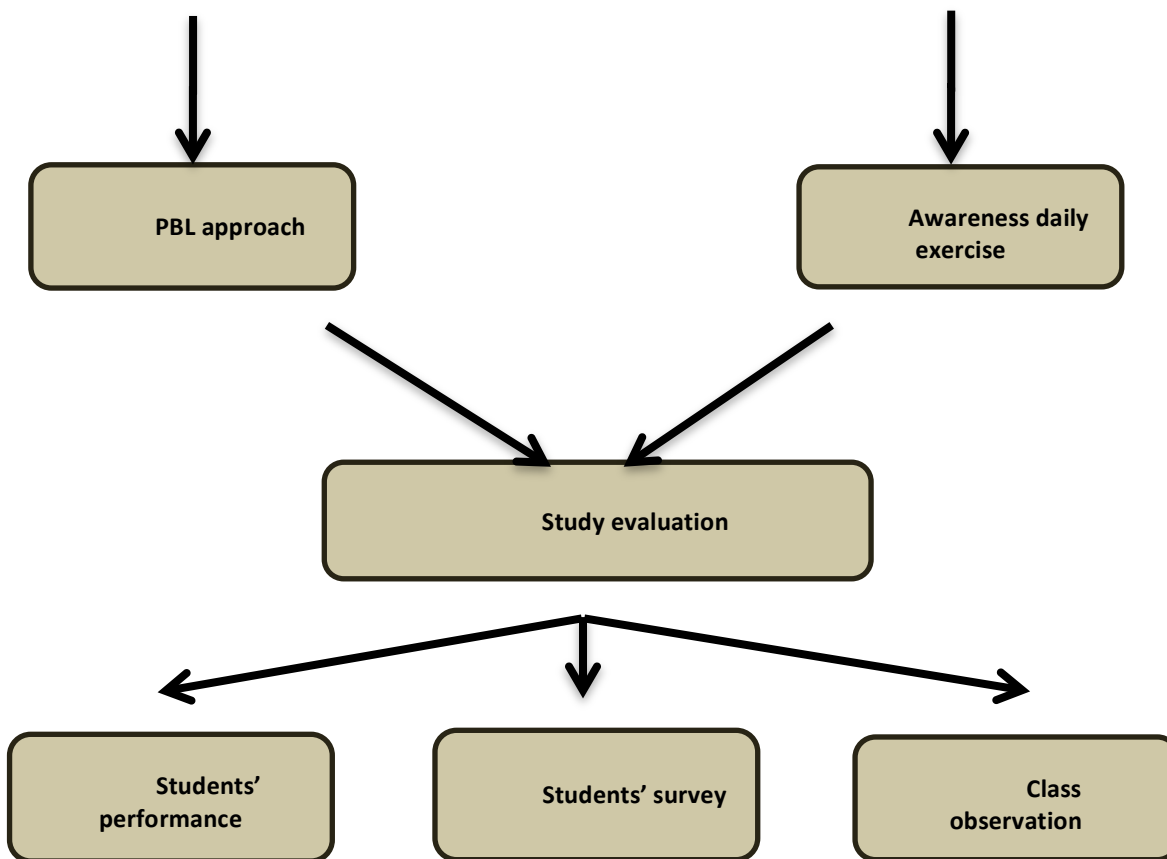 PBL approach
Awareness daily
exercise
Study evaluation
Students’
performance
Students’ survey
Class
observation